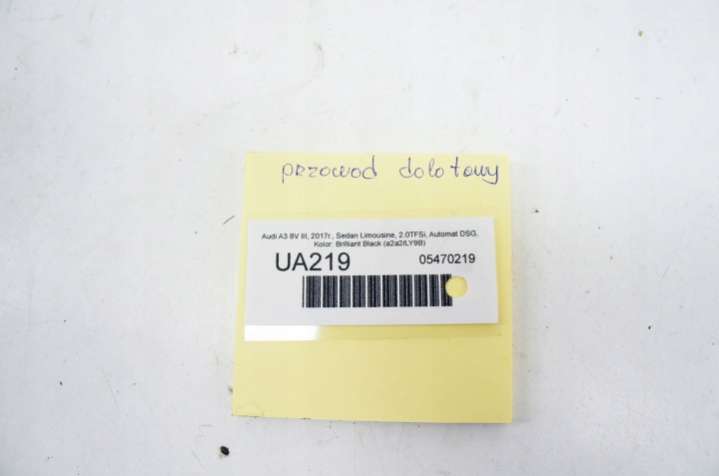 przewod dolotowy
Audi A3 8V III, 2017r., Sedan Limousine, 2.0TFSi, Automat DSG,
Kolor: Brilliant Black (a2a2/LY9B)
UA219 05470219